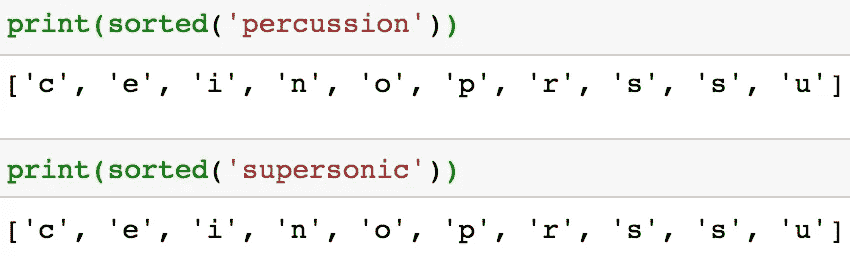 print(sorted('percussion'))
['c', 'e', 'i', 'n', 'o', 'p', 'r', 's', 's', 'u']
print(sorted('supersonic'))
['c', 'e', 'i', 'n', 'o', 'p', 'r', 's', 's', 'u']